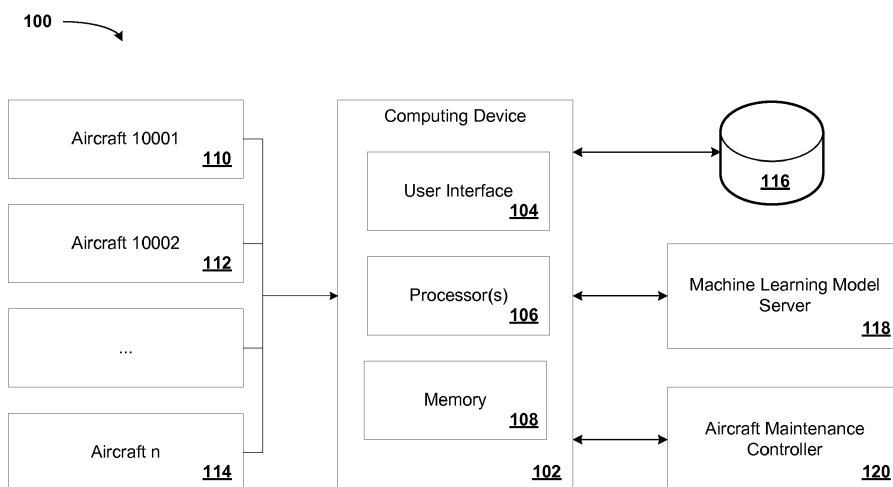 100
Aircraft 10001
110
Aircraft 10002
112
...
Aircraft n
114
Computing Device
User Interface
104
Processor(s)
106
Memory
108
102
116
Machine Learning Model
Server
118
Aircraft Maintenance
Controller
120